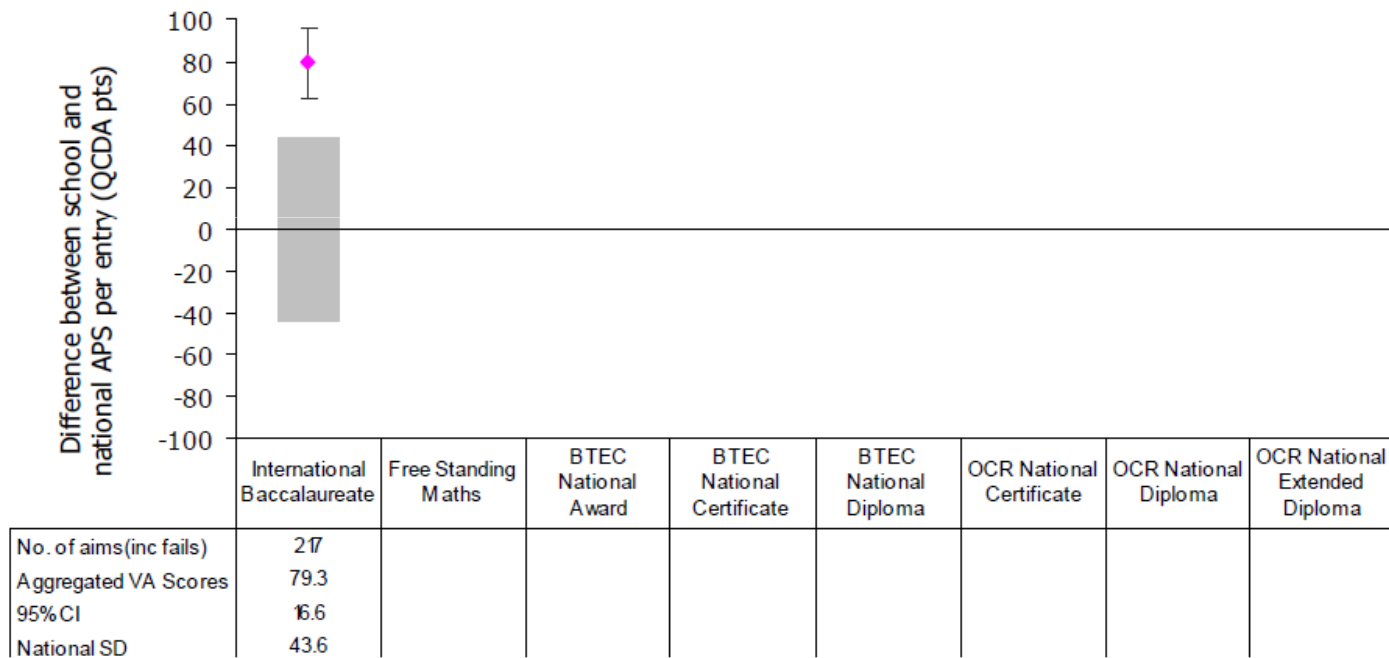 Difference between school and
national APS per entry (QCDA pts)
100
80
60
40
20
0
-20
-40
-60
-80
-100
International
Baccalaureate
Free Standing
Maths
BTEC
National
Award
BTEC
National
Certificate
BTEC
National
Diploma
OCR National
Certificate
OCR National
Diploma
OCR National
Extended
Diploma
No. of aims(inc fails) 217
Aggregated VA Scores 79.3
95%CI 16.6
National SD 43.6